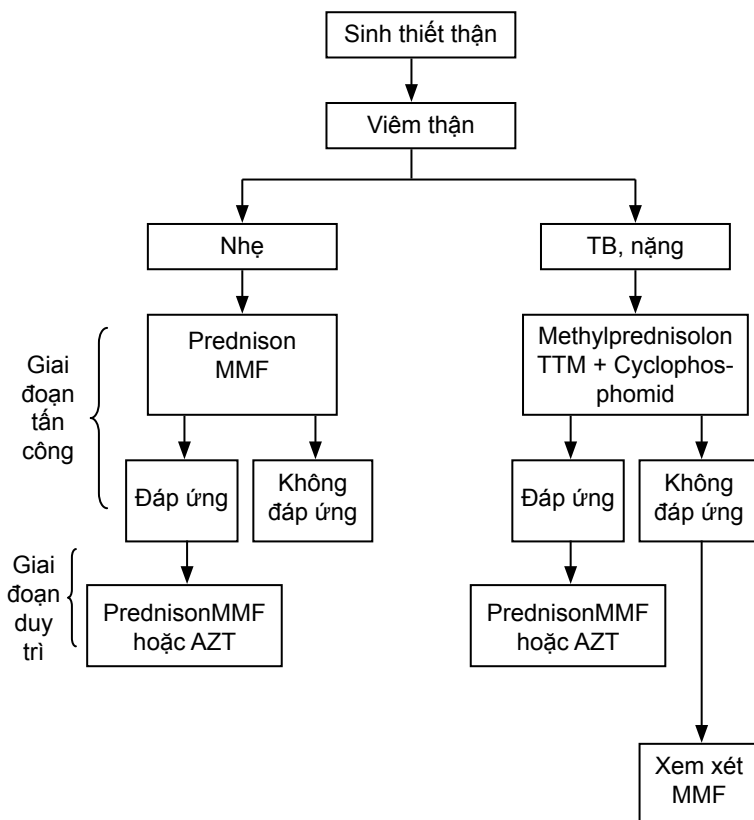 Sinh thiết thận
Viêm thận
Nhẹ
TB, nặng
Giai
đoạn
tấn
công
Prednison
MMF
Methylprednisolon
TTM + Cyclophos-
phomid
Đáp ứng
Không
đáp ứng
Đáp ứng
Không
đáp ứng
Giai
đoạn
duy
trì
PrednisonMMF
hoặc AZT
PrednisonMMF
hoặc AZT
Xem xét
MMF